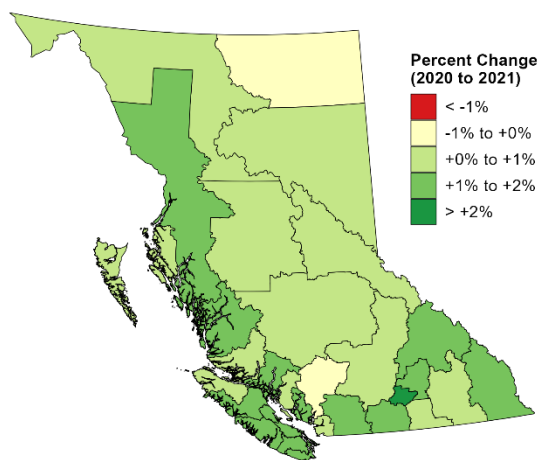 Percent Change
(2020 to 2021)
< -1%
-1% to +0%
+0% to +1%
+1% to +2%
> +2%